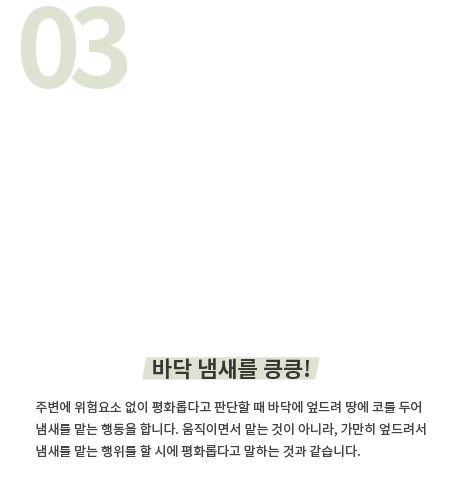 03
바닥 냄새를 킁킁!
주변에 위험요소 없이 평화롭다고 판단할 때 바닥에 엎드려 땅에 코를 두어
냄새를 맡는 행동을 합니다. 움직이면서 맡는 것이 아니라, 가만히 엎드려서
냄새를 맡는 행위를 할 시에 평화롭다고 말하는 것과 같습니다.